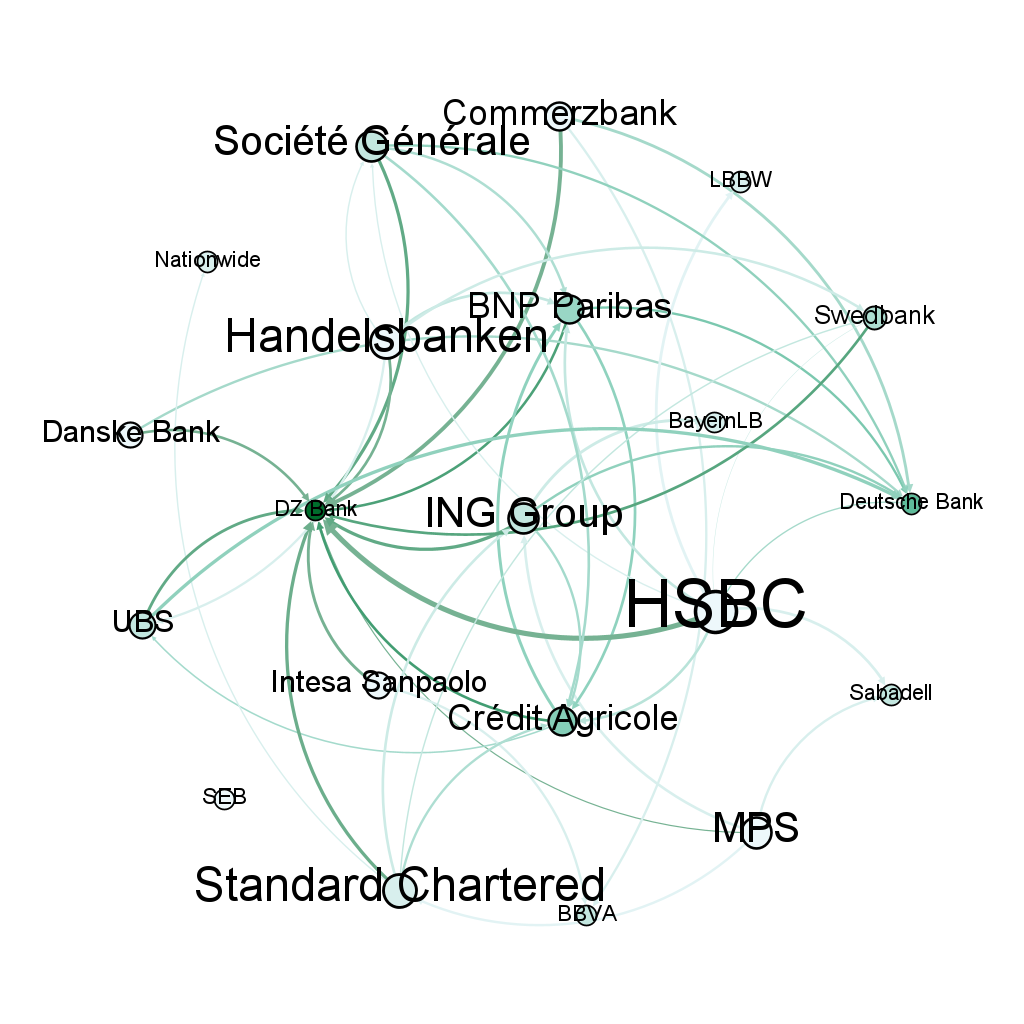 Commerzbank
Société Générale
LBBW
Nationwide
BNP Paribas
Swedbank
Handelsbanken
BayernLB
Danske Bank
Deutsche Bank
DZ Bank
ING Group
HSBC
UBS
Intesa Sanpaolo
Sabadell
Crédit Agricole
SEB
MPS
Standard Chartered
BBVA